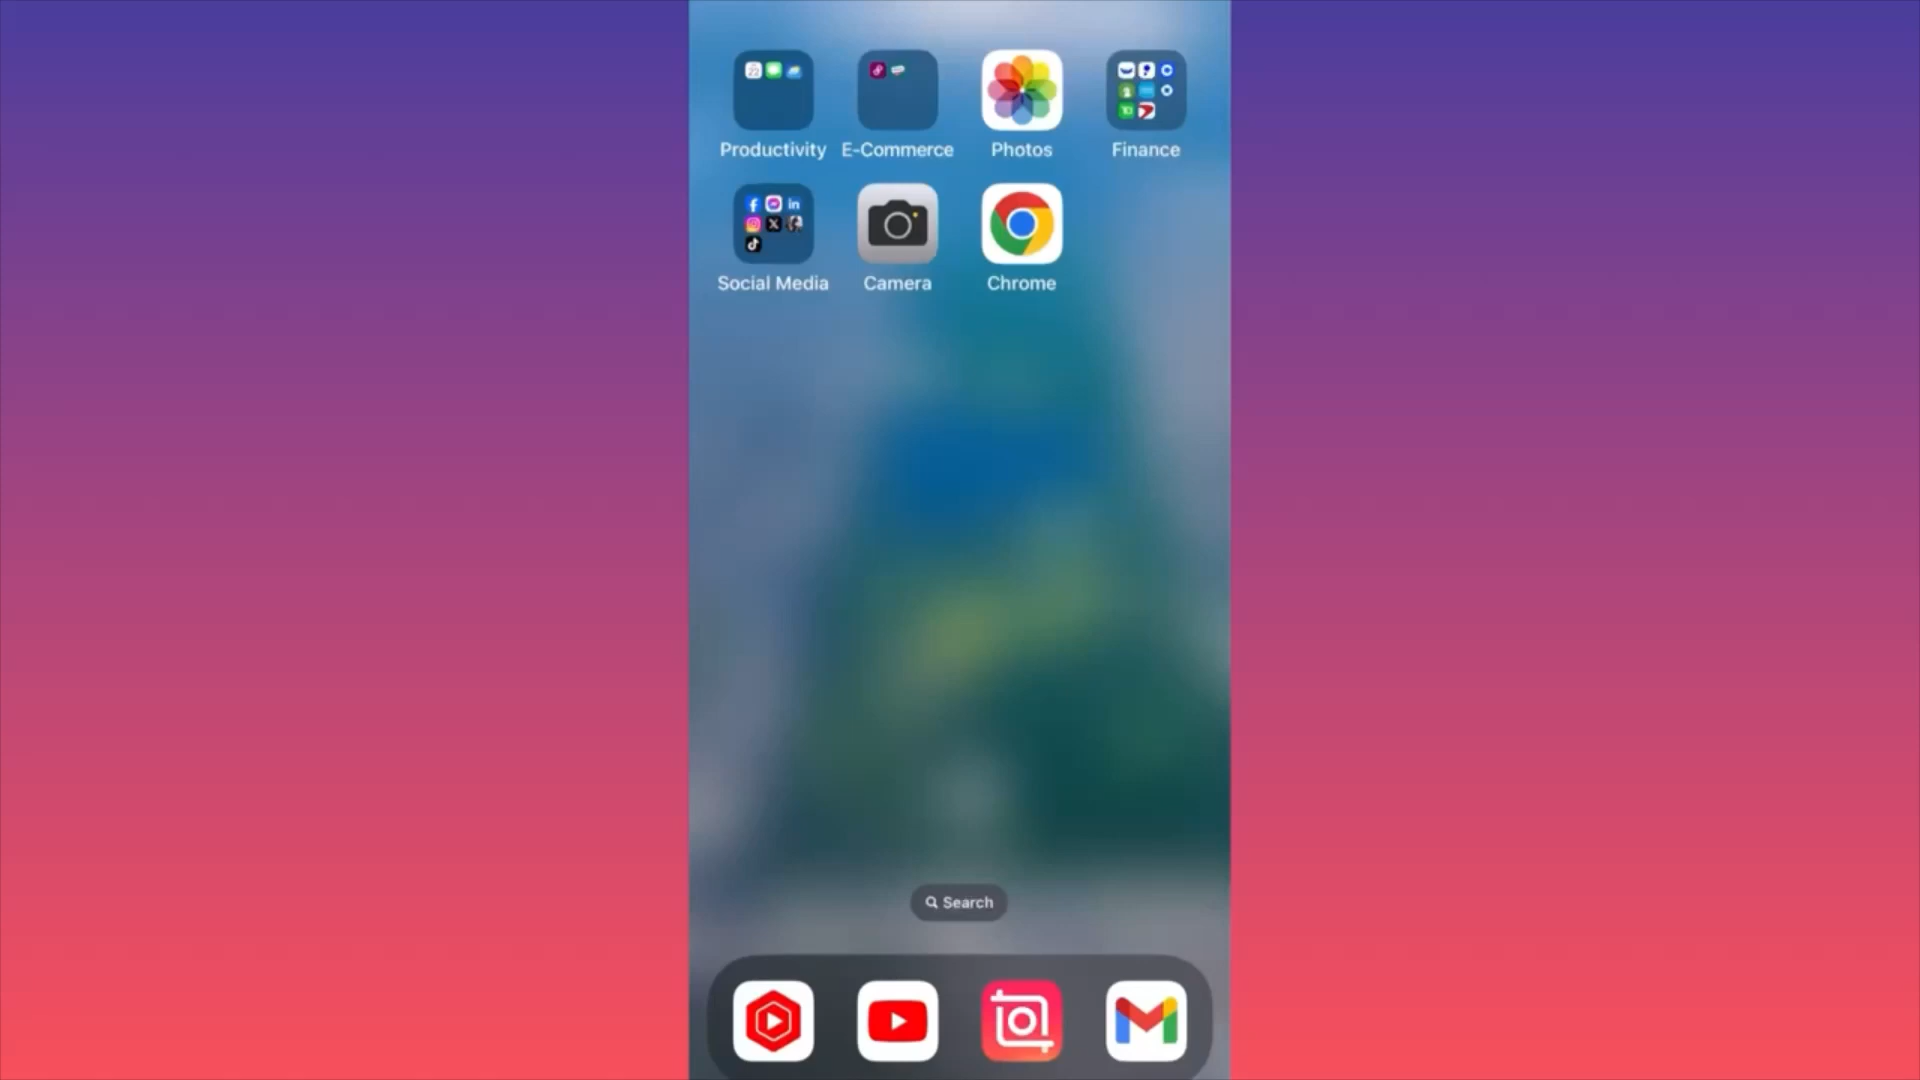 Productivity E-Commerce Photos Finance
Social Media Camera Chrome
Search